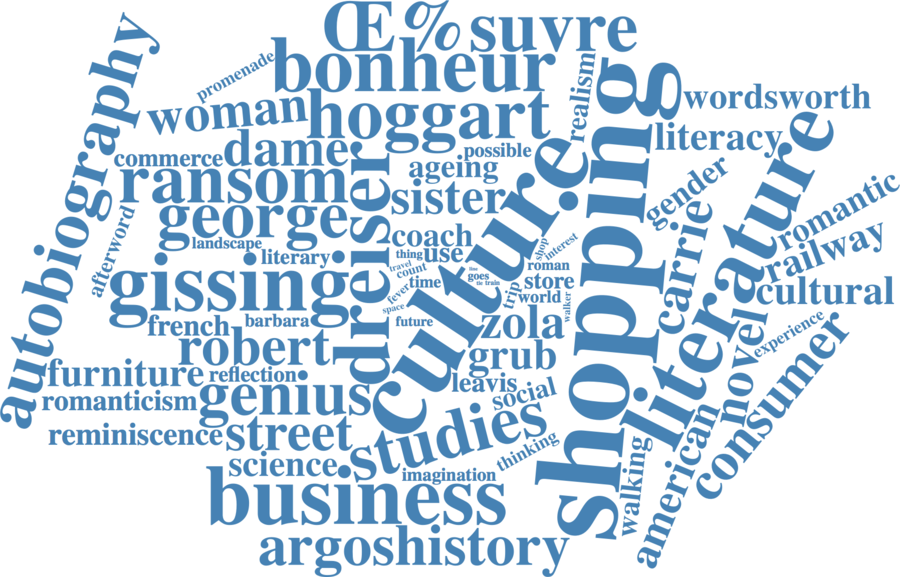 Œ%
suvre
bonheur
promenade
woman
hoggart
realism
shopping
wordsworth
literacy
autobiography
commerce
dame
possible
ageing
ransom
sister
culture
gender
literature
romantic
george
landscape
afterword
dreiser
coach
thing
use
shop
interest
carrie
railway
literary
travel
count
time
goes
train
roman
store
world
cultural
gissing
fever
space
trip
walker
french
barbara
future
zola
novel
experience
robert
grub
consumer
furniture
reflection
leavis
social
romanticism
genius
reminiscence
street
studies
thinking
walking
american
science
imagination
business
argoshistory